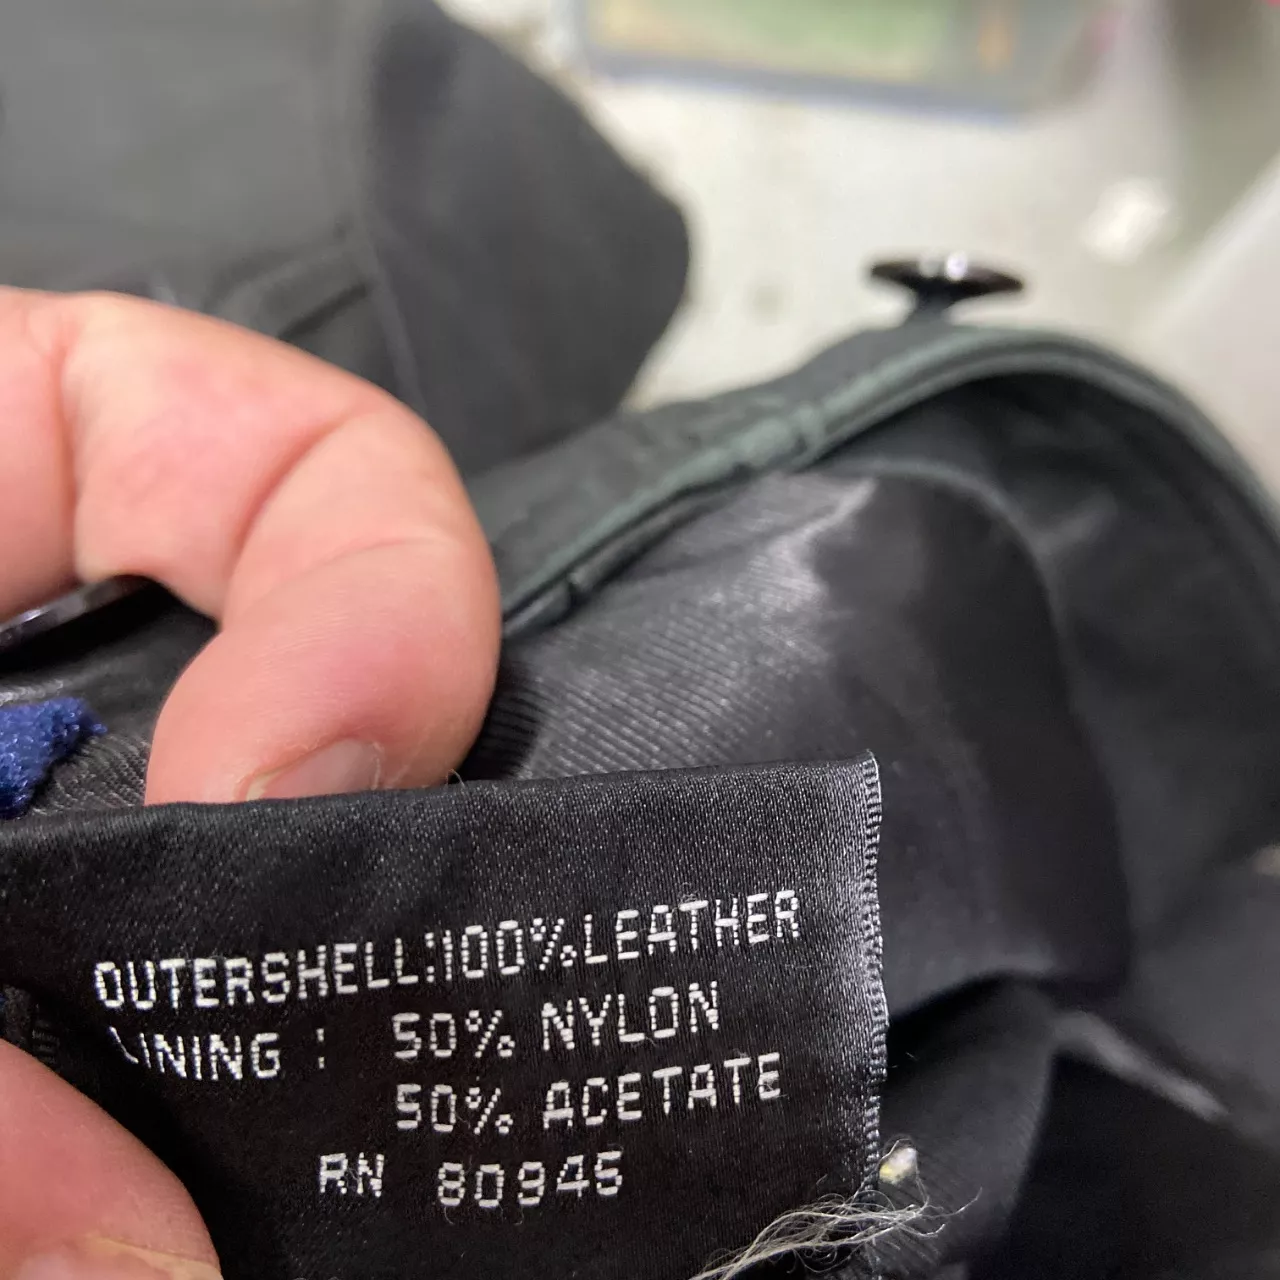 OUTERSHELL:100%LEATHER
LINING : 50% NYLON
50% ACETATE
RN 80945